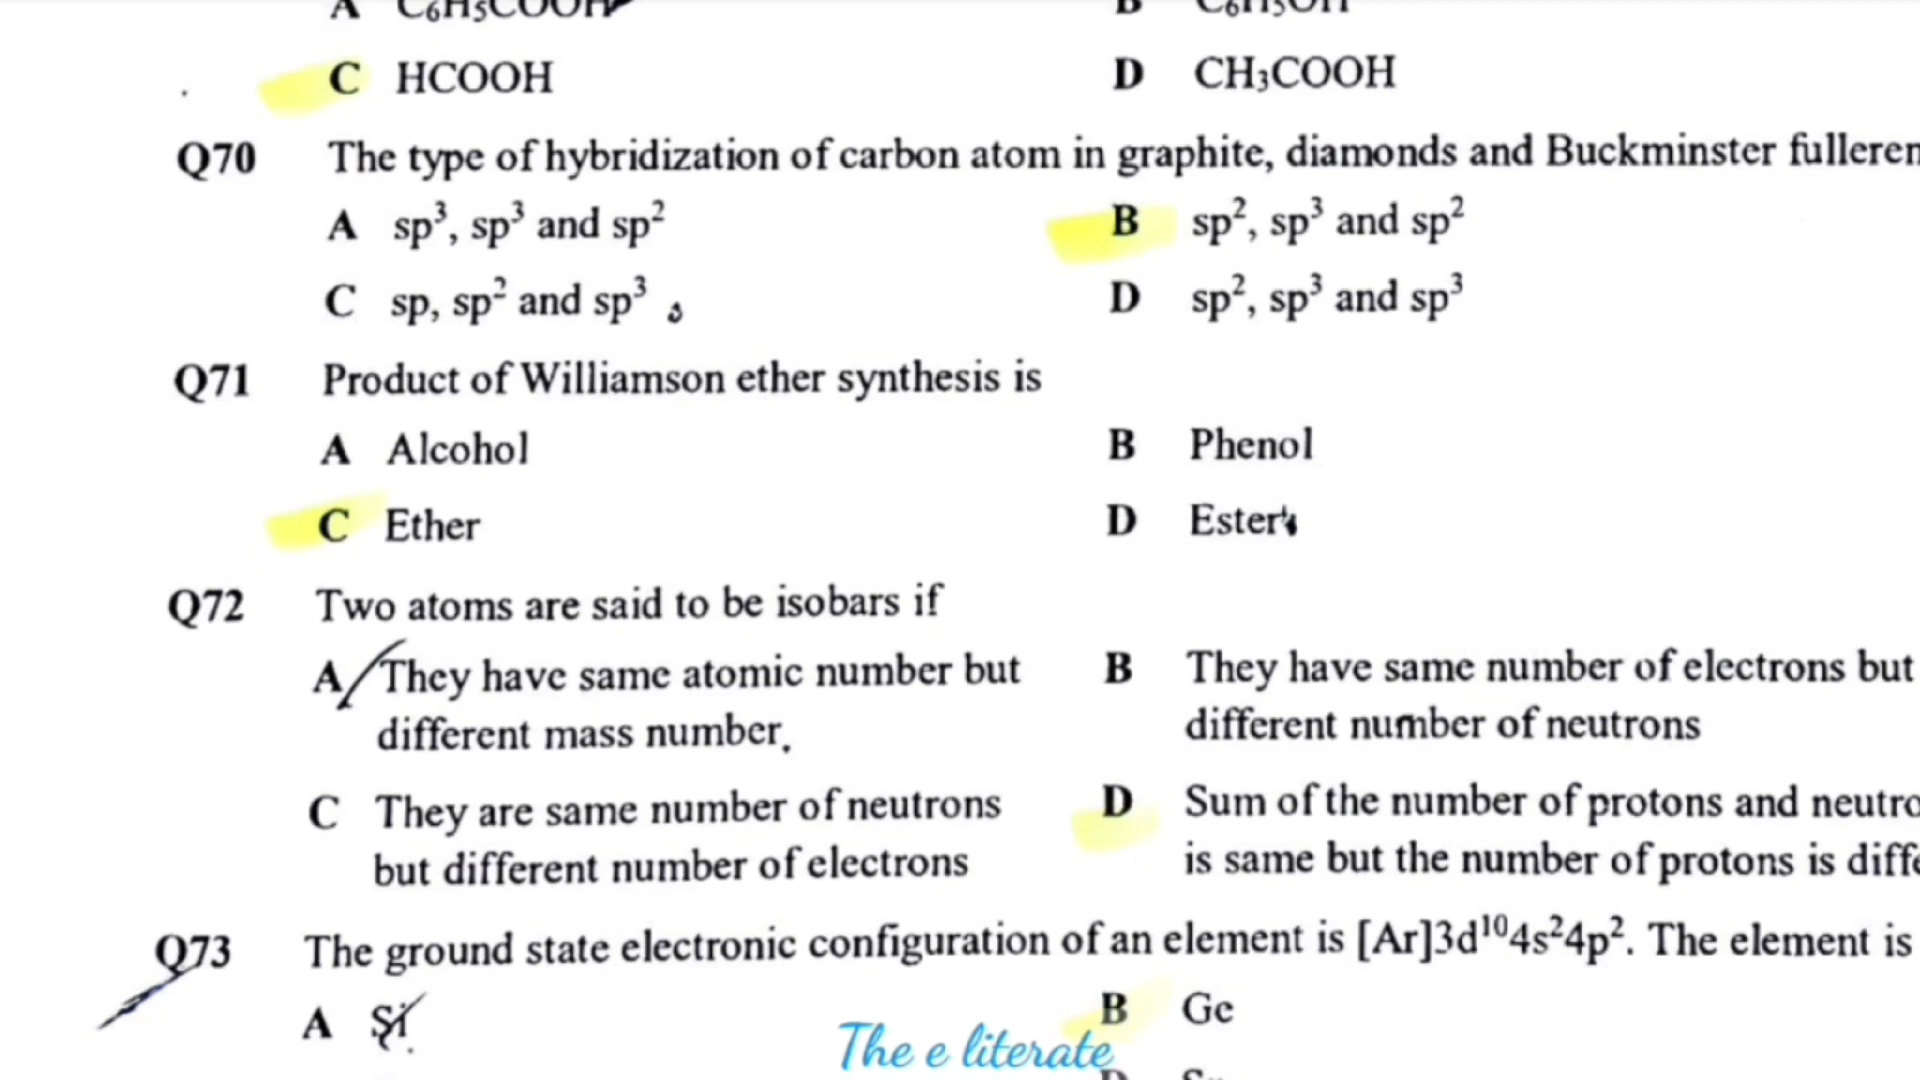 A C6H5COOH B C6H5OH
C HCOOH D CH3COOH
Q70 The type of hybridization of carbon atom in graphite, diamonds and Buckminster fulleren
A sp³, sp³ and sp² B sp², sp³ and sp²
C sp, sp² and sp³ D sp², sp³ and sp³
Q71 Product of Williamson ether synthesis is
A Alcohol B Phenol
C Ether D Ester
Q72 Two atoms are said to be isobars if
A They have same atomic number but B They have same number of electrons but
different mass number. different number of neutrons
C They are same number of neutrons D Sum of the number of protons and neutro
but different number of electrons is same but the number of protons is diffe
Q73 The ground state electronic configuration of an element is [Ar]3d¹⁰4s²4p². The element is
A Si B Ge
The e literate
D